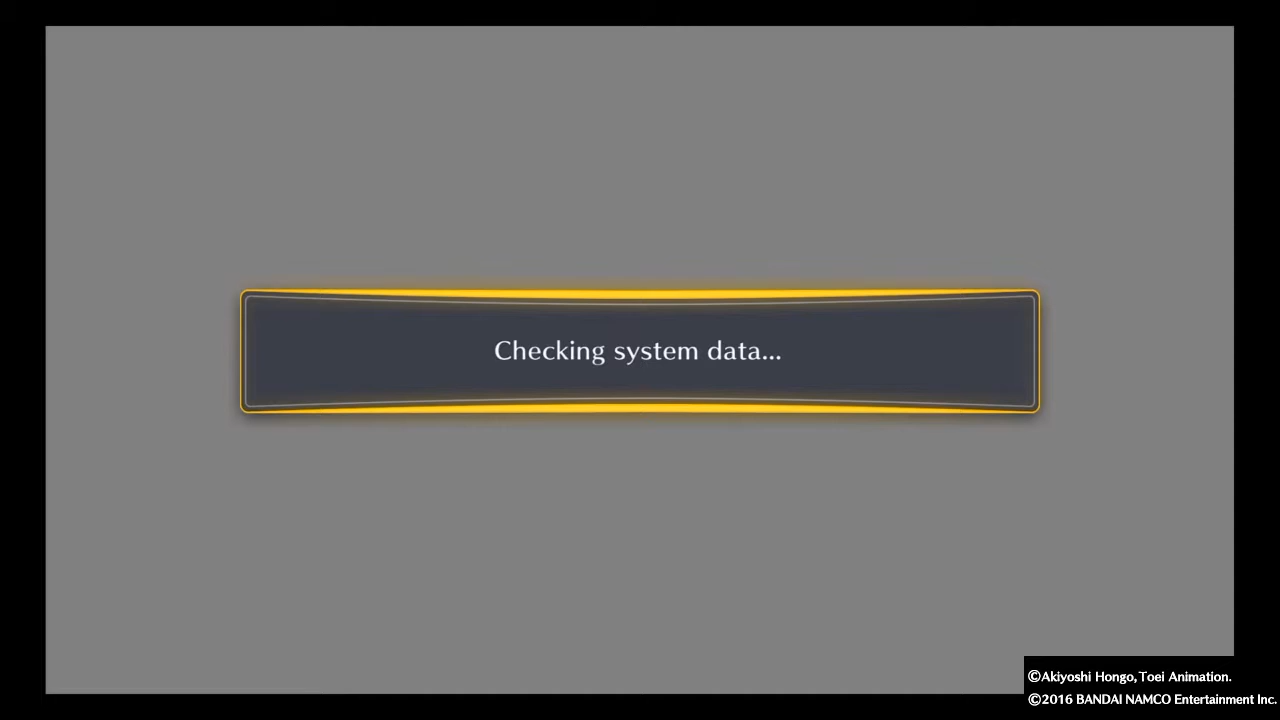 Checking system data...
©Akiyoshi Hongo, Toei Animation.
©2016 BANDAI NAMCO Entertainment Inc.